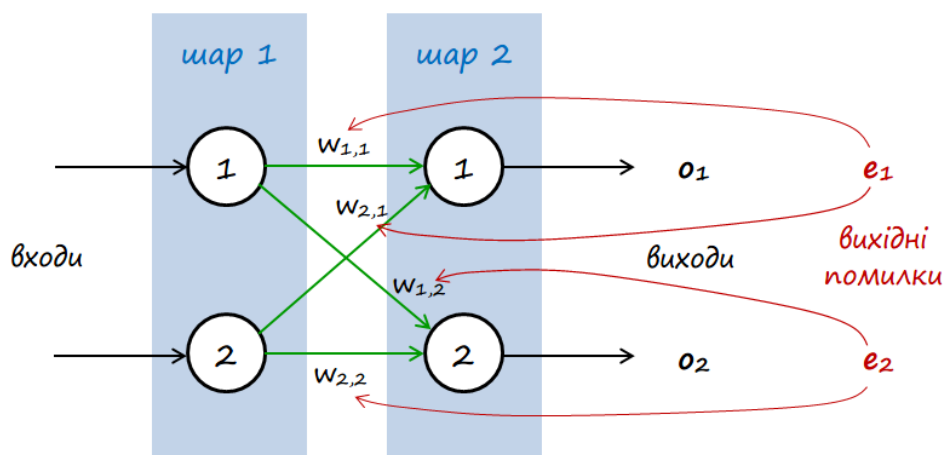 шар 1
шар 2
1
w1,1
1
o1
e1
w2,1
входи
виходи
вихідні
помилки
w1,2
2
2
o2
e2
w2,2